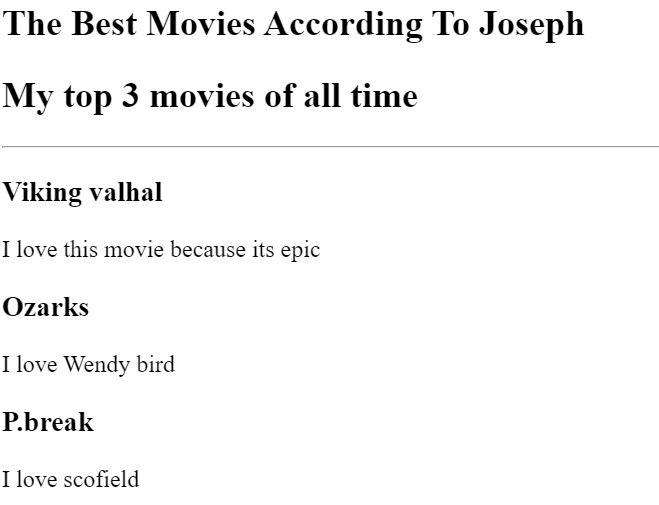 The Best Movies According To Joseph
My top 3 movies of all time
Viking valhal
I love this movie because its epic
Ozarks
I love Wendy bird
P.break
I love scofield